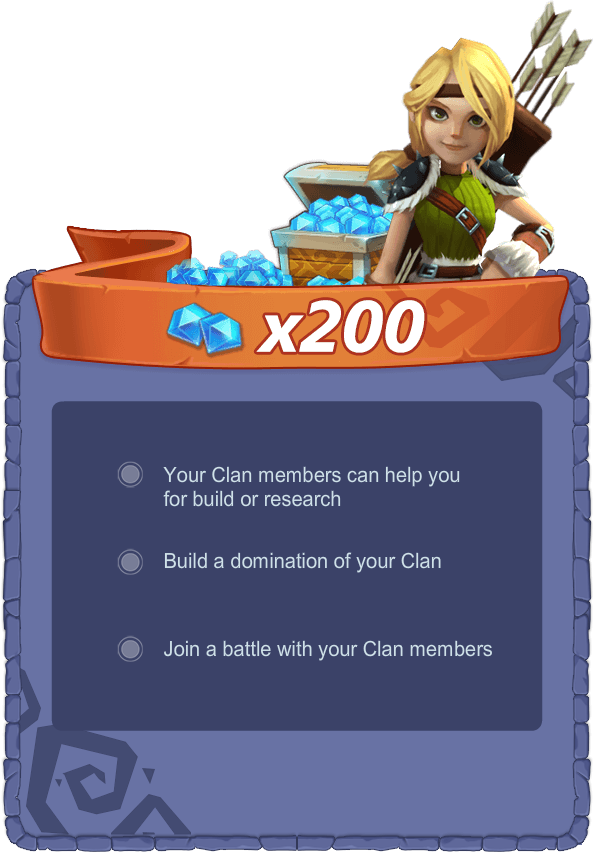 x200
Your Clan members can help you
for build or research
Build a domination of your Clan
Join a battle with your Clan members